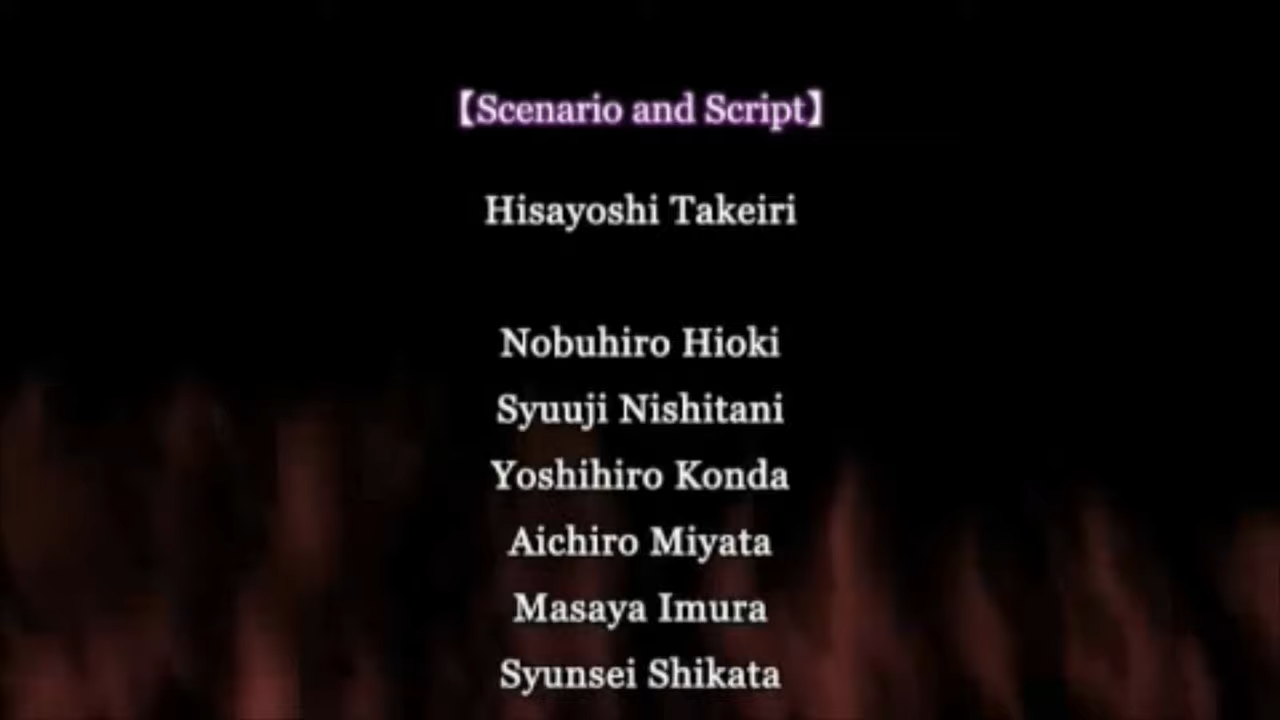 【Scenario and Script】
Hisayoshi Takeiri
Nobuhiro Hioki
Syuuji Nishitani
Yoshihiro Konda
Aichiro Miyata
Masaya Imura
Syunsei Shikata